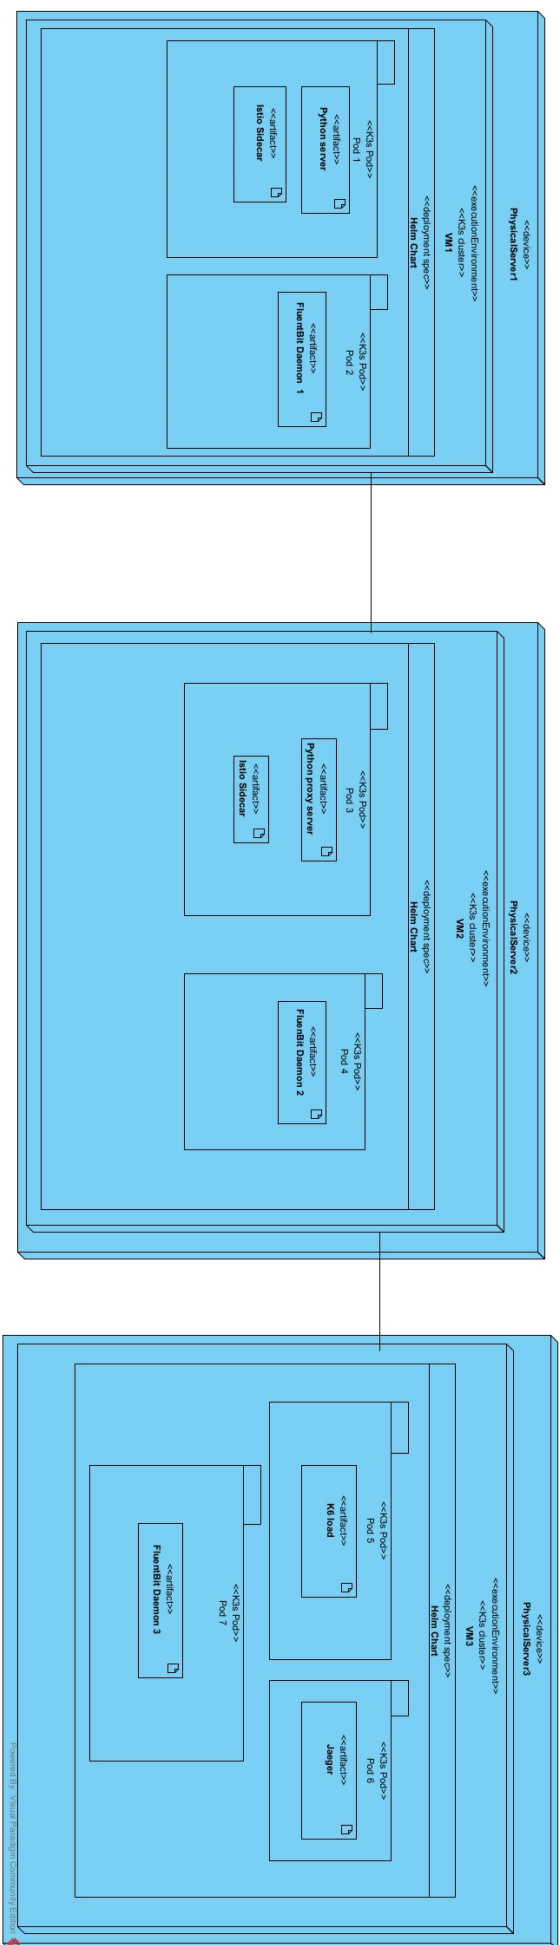 <<device>>
PhysicalServer1
<<executionEnvironment>>
<<K3s cluster>>
VM1
<<deployment spec>>
Helm Chart
<<K3s Pod>>
Pod 1
<<artifact>>
Python server
<<artifact>>
Istio Sidecar
<<K3s Pod>>
Pod 2
<<artifact>>
FluentBit Daemon 1
<<device>>
PhysicalServer2
<<executionEnvironment>>
<<K3s cluster>>
VM2
<<deployment spec>>
Helm Chart
<<K3s Pod>>
Pod 3
<<artifact>>
Python proxy server
<<artifact>>
Istio Sidecar
<<K3s Pod>>
Pod 4
<<artifact>>
FluenBit Daemon 2
<<device>>
PhysicalServer3
<<executionEnvironment>>
<<K3s cluster>>
VM3
<<deployment spec>>
Helm Chart
<<K3s Pod>>
Pod 5
<<artifact>>
K6 load
<<K3s Pod>>
Pod 6
<<artifact>>
Jaeger
<<K3s Pod>>
Pod 7
<<artifact>>
FluentBit Daemon 3
Powered By Visual Paradigm Community Edition